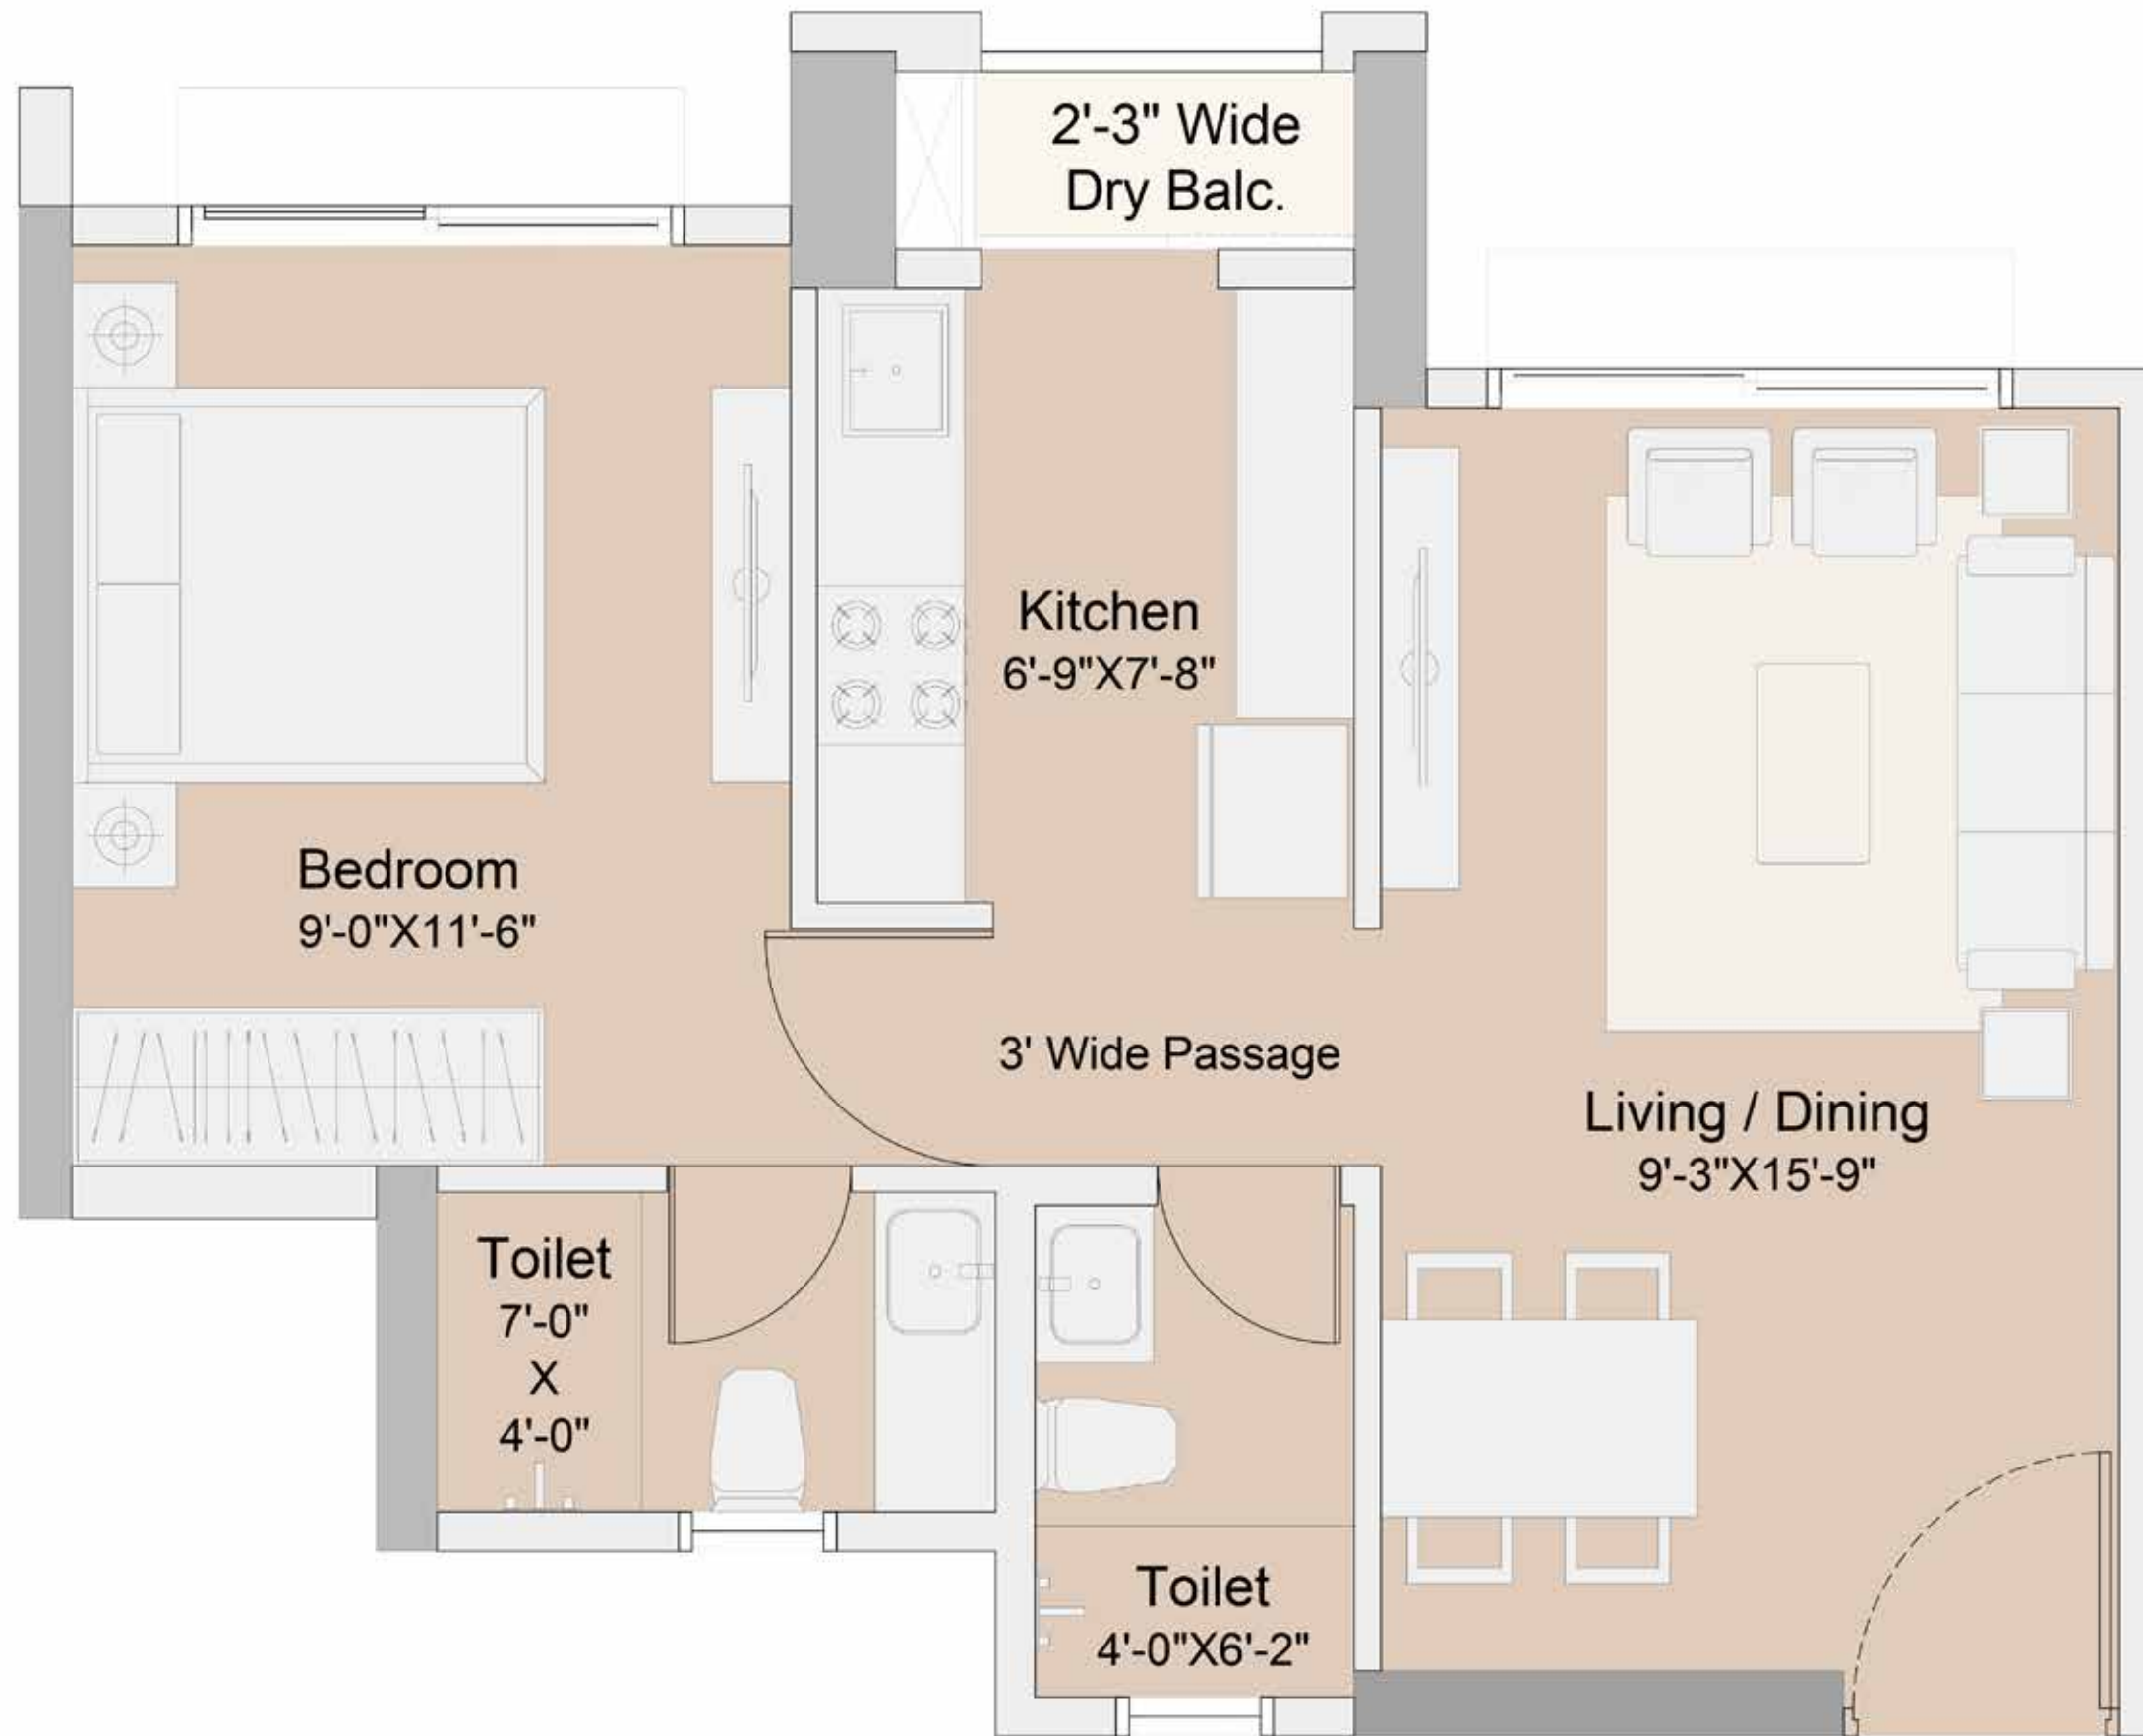 2'-3" Wide
Dry Balc.
Kitchen
6'-9"X7'-8"
Bedroom
9'-0"X11'-6"
3' Wide Passage
Living / Dining
9'-3"X15'-9"
Toilet
7'-0"
X
4'-0"
Toilet
4'-0"X6'-2"